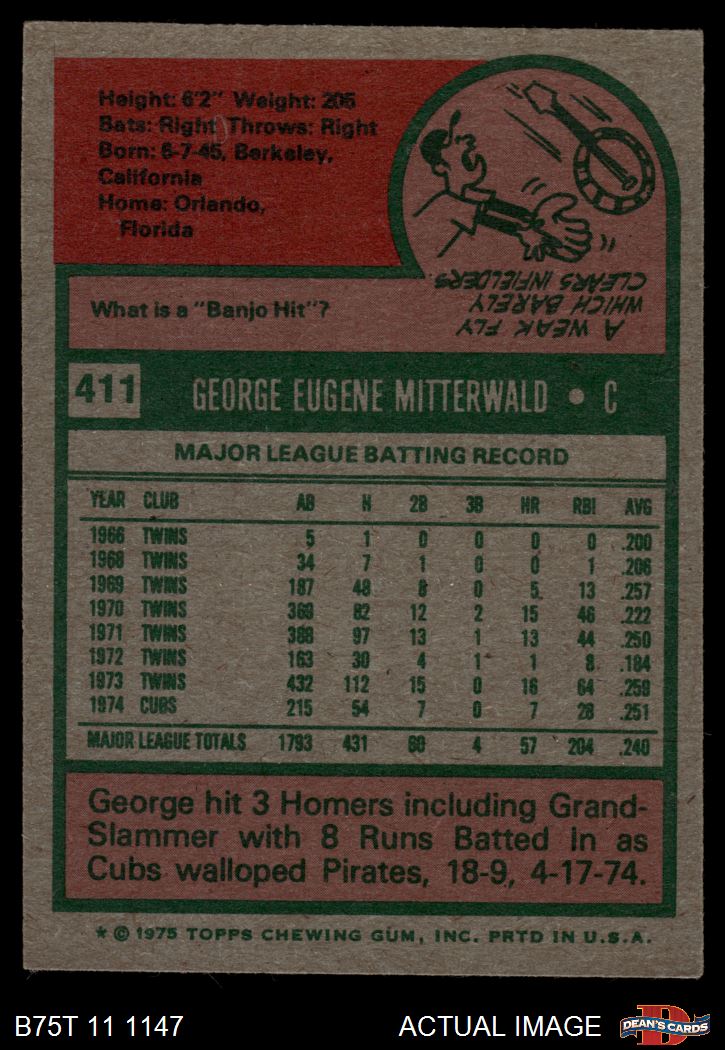 Height: 6'2" Weight: 205
Bats: Right Throws: Right
Born: 6-7-45, Berkeley,
California
Home: Orlando,
Florida
What is a "Banjo Hit"?
A WEAK FLY
WHICH BARELY
CLEARS INFIELDERS.
411 GEORGE EUGENE MITTERWALD • C
MAJOR LEAGUE BATTING RECORD
YEAR CLUB AB H 2B 3B HR RBI AVG
1966 TWINS 5 1 0 0 0 0 .200
1968 TWINS 34 7 1 0 0 1 .206
1969 TWINS 187 48 8 0 5 13 .257
1970 TWINS 369 82 12 2 15 46 .222
1971 TWINS 388 97 13 1 13 44 .250
1972 TWINS 163 30 4 1 1 8 .184
1973 TWINS 432 112 15 0 16 64 .259
1974 CUBS 215 54 7 0 7 28 .251
MAJOR LEAGUE TOTALS 1793 431 60 4 57 204 .240
George hit 3 Homers including Grand-
Slammer with 8 Runs Batted In as
Cubs walloped Pirates, 18-9, 4-17-74.
* © 1975 TOPPS CHEWING GUM, INC. PRTD IN U.S.A.
B75T 11 1147 ACTUAL IMAGE
DEAN'S CARDS